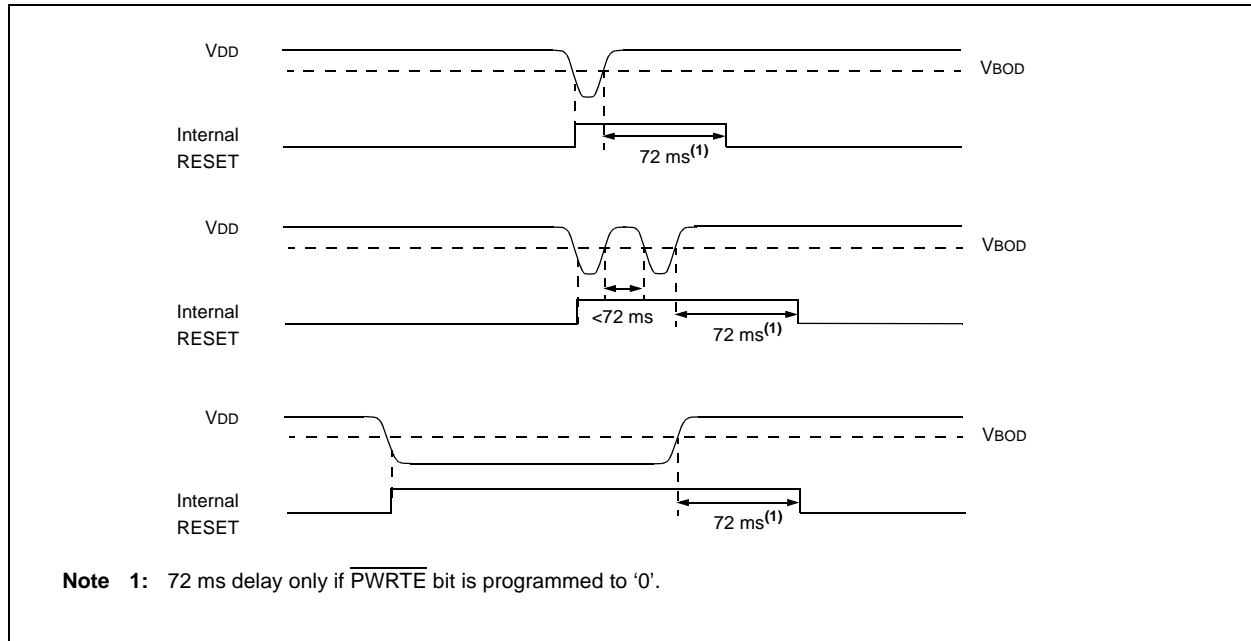 VDD
VBOD
Internal
RESET
72 ms(1)
VDD
VBOD
Internal
RESET
<72 ms
72 ms(1)
VDD
VBOD
Internal
RESET
72 ms(1)
Note 1: 72 ms delay only if PWRTE bit is programmed to ‘0’.